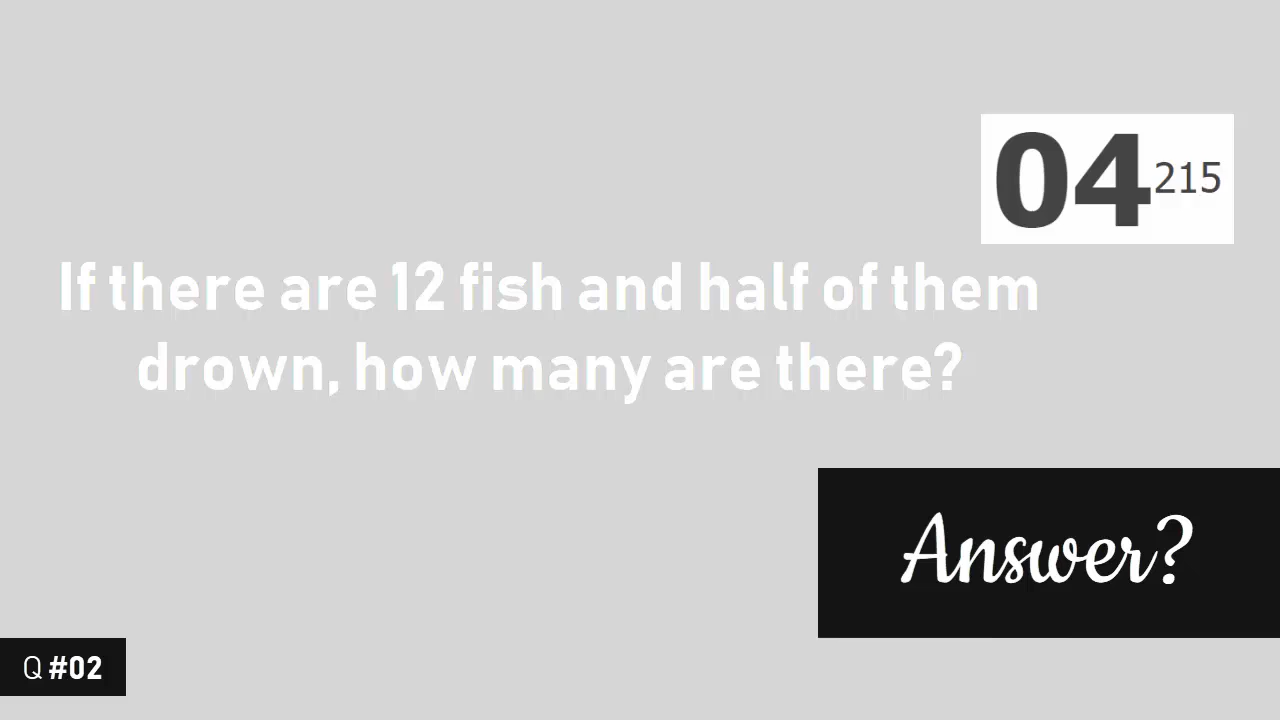 04 215
If there are 12 fish and half of them
drown, how many are there?
Answer?
Q #02